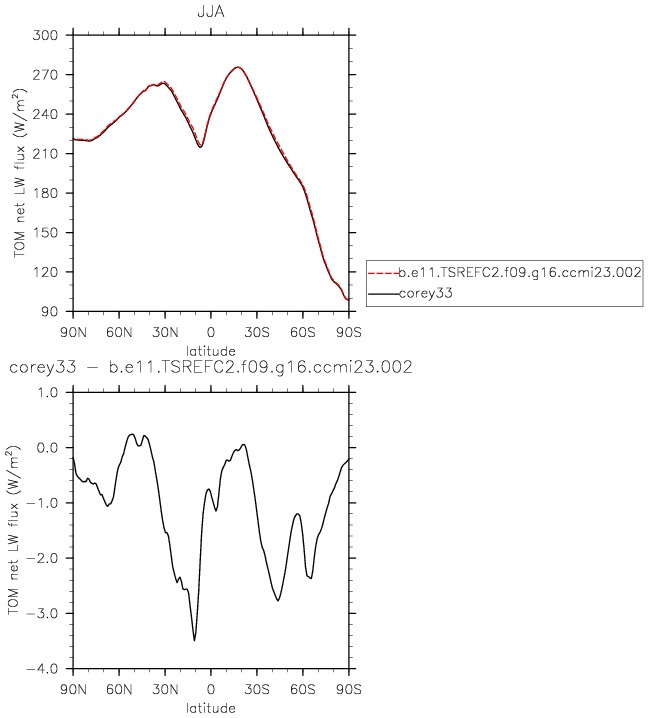 JJA
TOM net LW flux (W/m²)
300
270
240
210
180
150
120
90
90N 60N 30N 0 30S 60S 90S
latitude
b.e11.TSREFC2.f09.g16.ccmi23.002
corey33
corey33 — b.e11.TSREFC2.f09.g16.ccmi23.002
TOM net LW flux (W/m²)
1.0
0.0
−1.0
−2.0
−3.0
−4.0
90N 60N 30N 0 30S 60S 90S
latitude